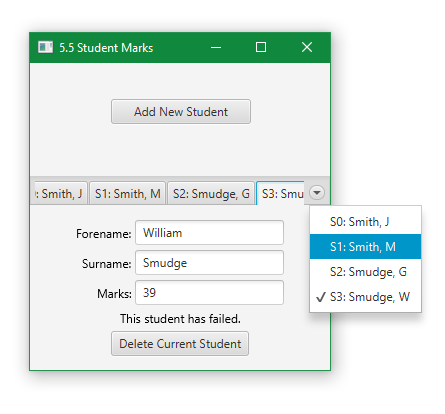 5.5 Student Marks
Add New Student
: Smith, J S1: Smith, M S2: Smudge, G S3: Smu
S0: Smith, J
S1: Smith, M
S2: Smudge, G
S3: Smudge, W
Forename: William
Surname: Smudge
Marks: 39
This student has failed.
Delete Current Student